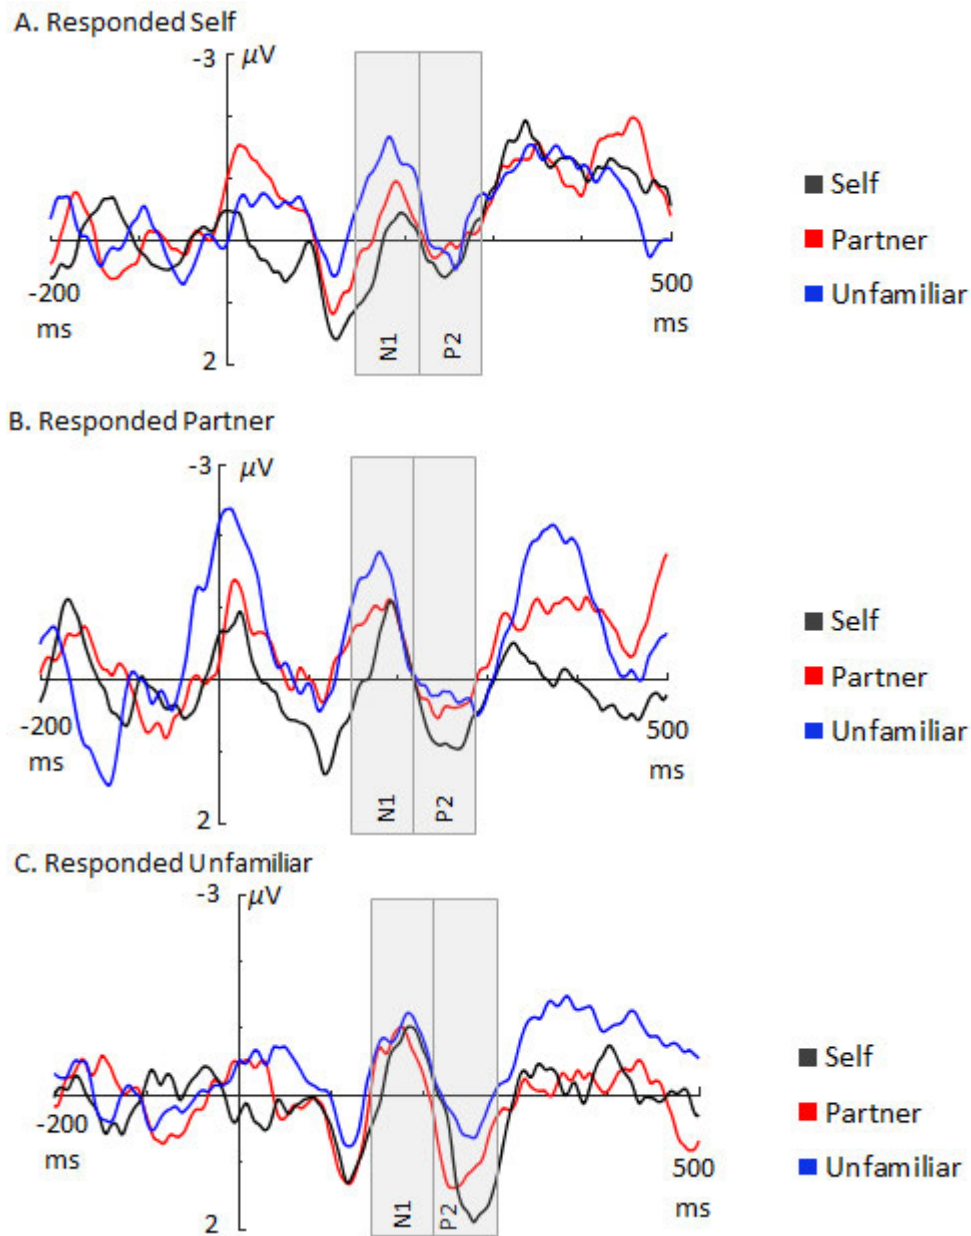 A. Responded Self
-3 μV
Self
Partner
Unfamiliar
-200
ms
500
ms
N1
P2
2
B. Responded Partner
-3 μV
Self
Partner
Unfamiliar
-200
ms
500
ms
N1
P2
2
C. Responded Unfamiliar
-3 μV
Self
Partner
Unfamiliar
-200
ms
500
ms
N1
P2
2